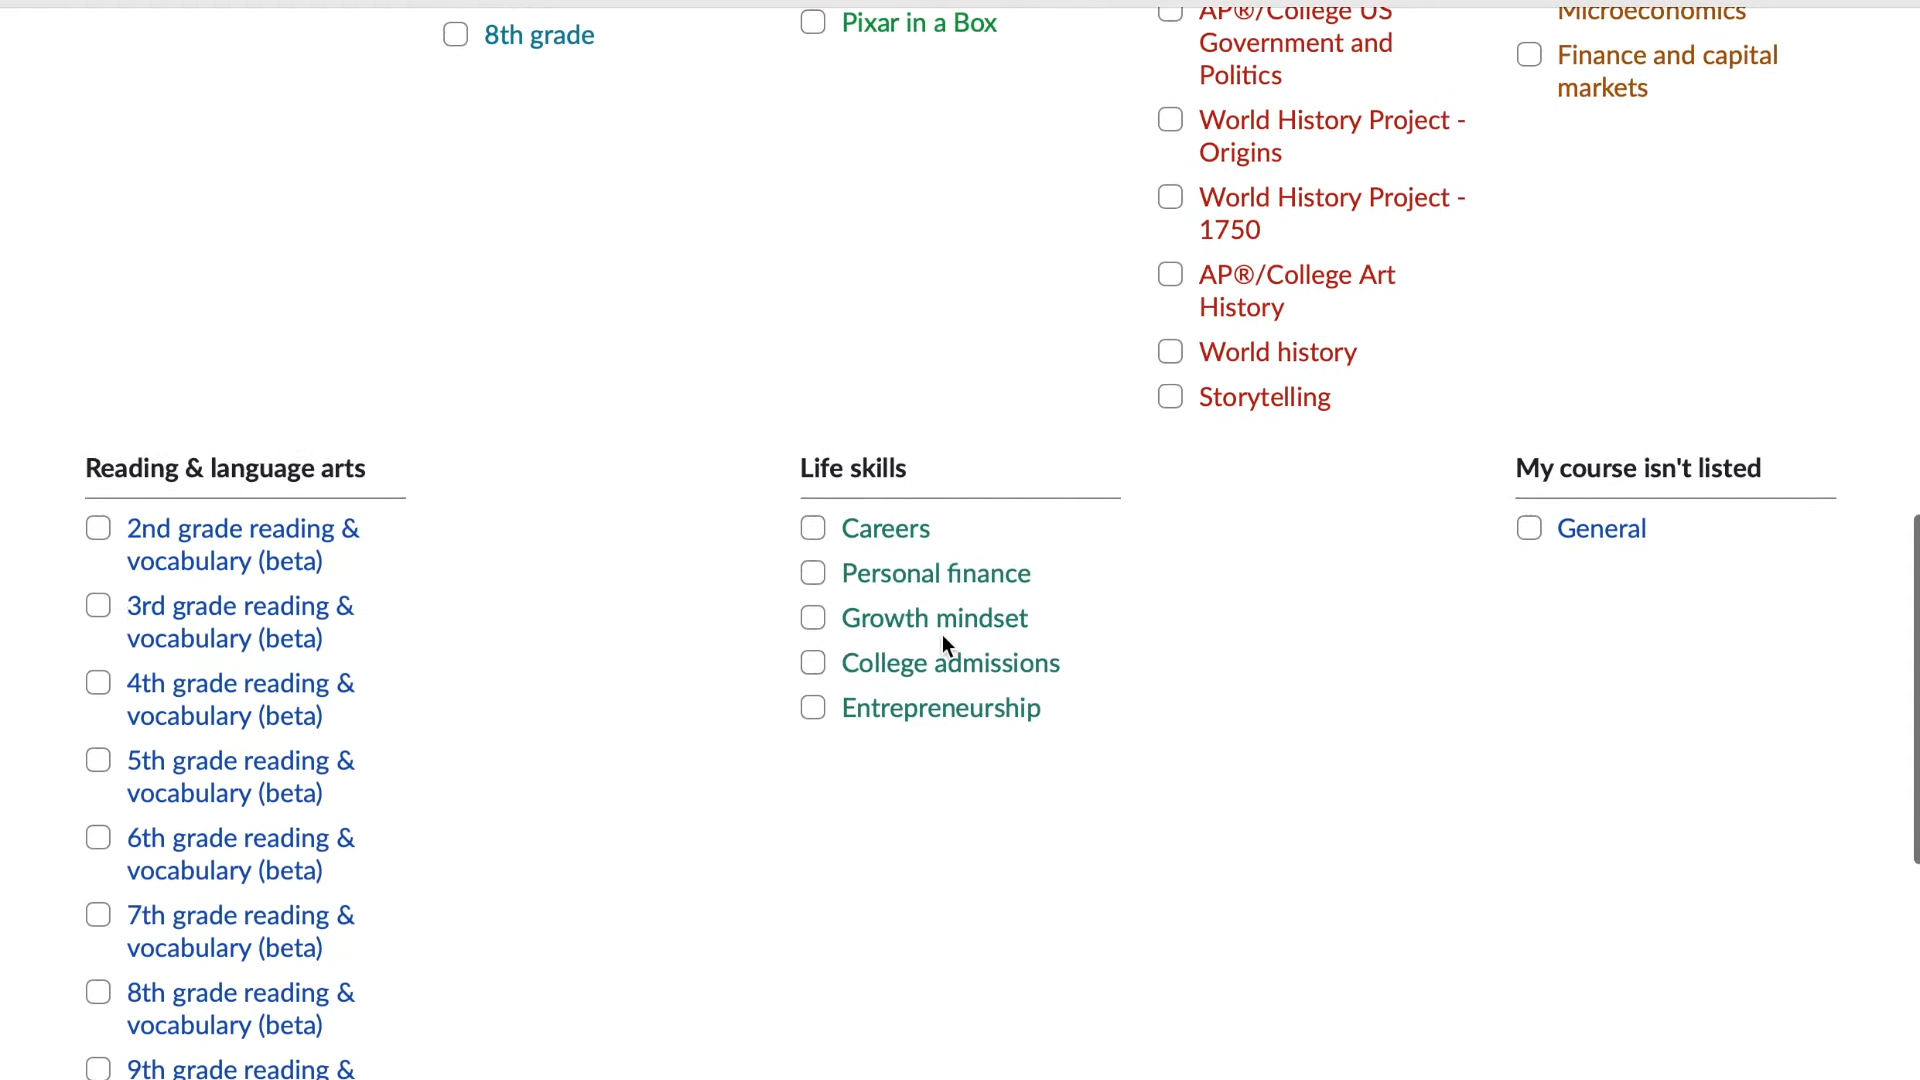 8th grade
Pixar in a Box
AP®/College US
Government and
Politics
World History Project -
Origins
World History Project -
1750
AP®/College Art
History
World history
Storytelling
Microeconomics
Finance and capital
markets
Reading & language arts
2nd grade reading &
vocabulary (beta)
3rd grade reading &
vocabulary (beta)
4th grade reading &
vocabulary (beta)
5th grade reading &
vocabulary (beta)
6th grade reading &
vocabulary (beta)
7th grade reading &
vocabulary (beta)
8th grade reading &
vocabulary (beta)
9th grade reading &
Life skills
Careers
Personal finance
Growth mindset
College admissions
Entrepreneurship
My course isn't listed
General